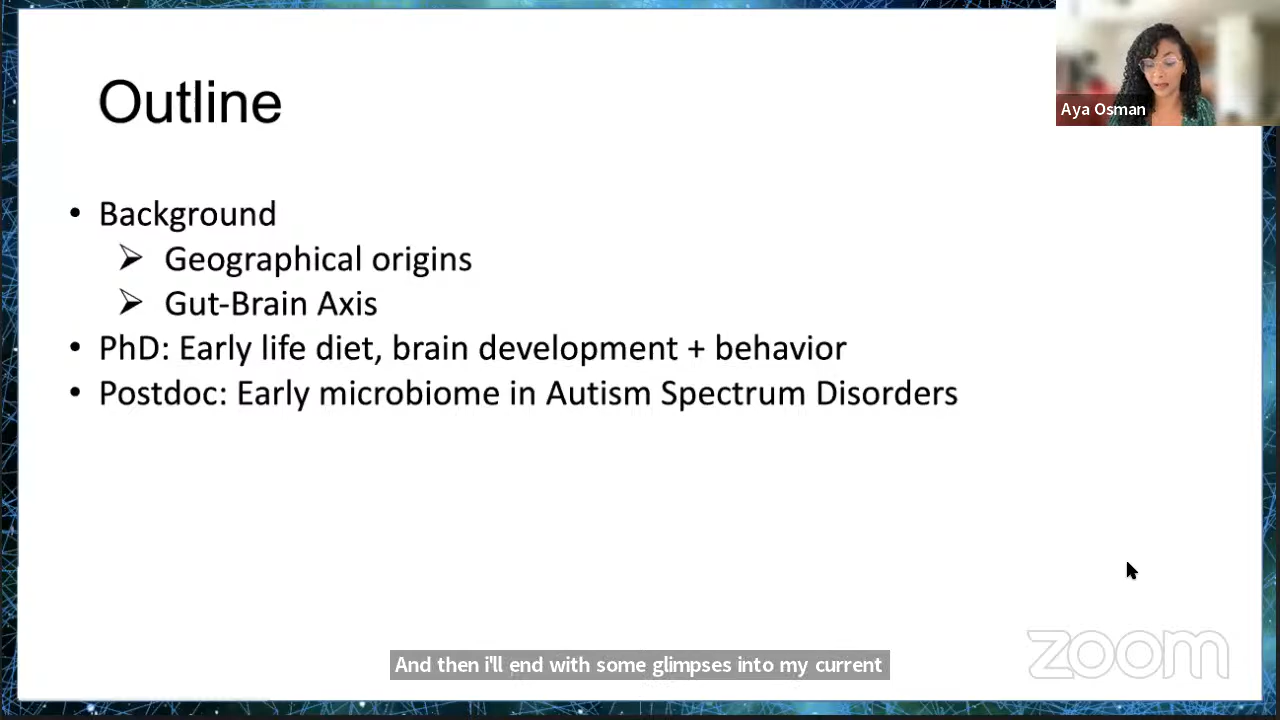 Outline
Aya Osman
• Background
➢ Geographical origins
➢ Gut-Brain Axis
• PhD: Early life diet, brain development + behavior
• Postdoc: Early microbiome in Autism Spectrum Disorders
zoom
And then i'll end with some glimpses into my current